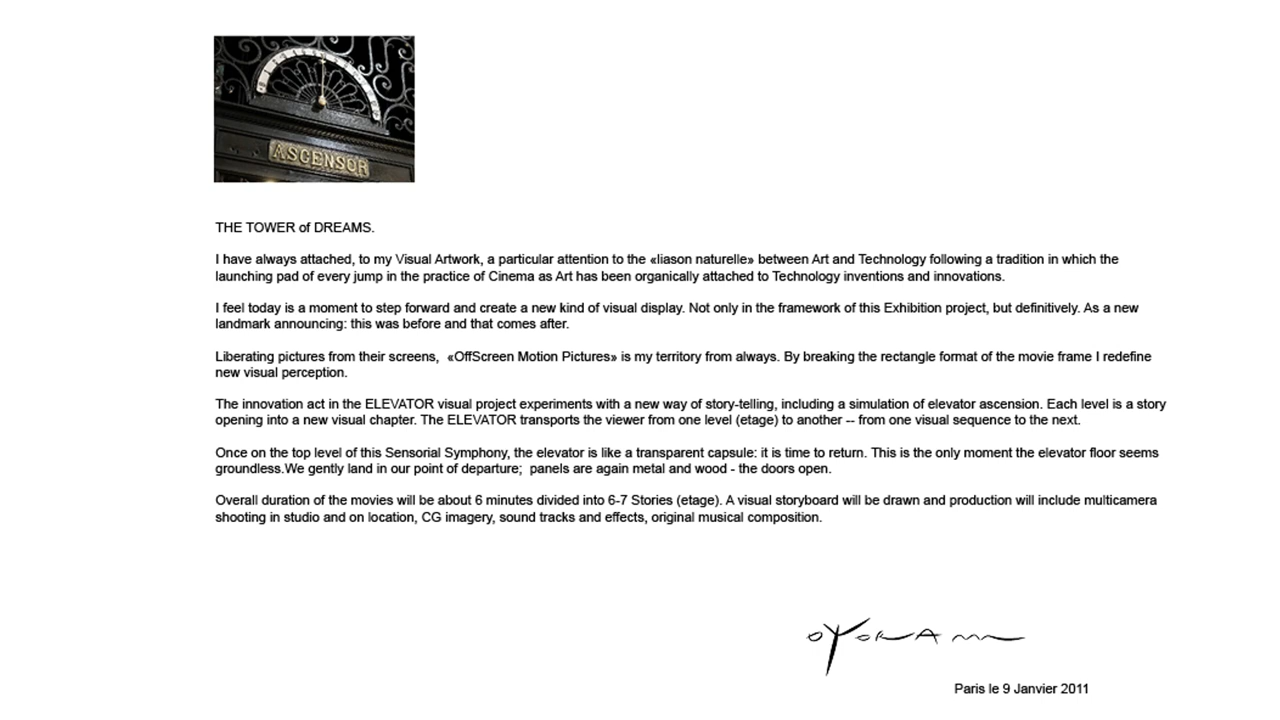 ASCENSOR
THE TOWER of DREAMS.
I have always attached, to my Visual Artwork, a particular attention to the «liason naturelle» between Art and Technology following a tradition in which the
launching pad of every jump in the practice of Cinema as Art has been organically attached to Technology inventions and innovations.
I feel today is a moment to step forward and create a new kind of visual display. Not only in the framework of this Exhibition project, but definitively. As a new
landmark announcing: this was before and that comes after.
Liberating pictures from their screens,  «OffScreen Motion Pictures» is my territory from always. By breaking the rectangle format of the movie frame I redefine
new visual perception.
The innovation act in the ELEVATOR visual project experiments with a new way of story-telling, including a simulation of elevator ascension. Each level is a story
opening into a new visual chapter. The ELEVATOR transports the viewer from one level (etage) to another -- from one visual sequence to the next.
Once on the top level of this Sensorial Symphony, the elevator is like a transparent capsule: it is time to return. This is the only moment the elevator floor seems
groundless.We gently land in our point of departure;  panels are again metal and wood - the doors open.
Overall duration of the movies will be about 6 minutes divided into 6-7 Stories (etage). A visual storyboard will be drawn and production will include multicamera
shooting in studio and on location, CG imagery, sound tracks and effects, original musical composition.
Paris le 9 Janvier 2011